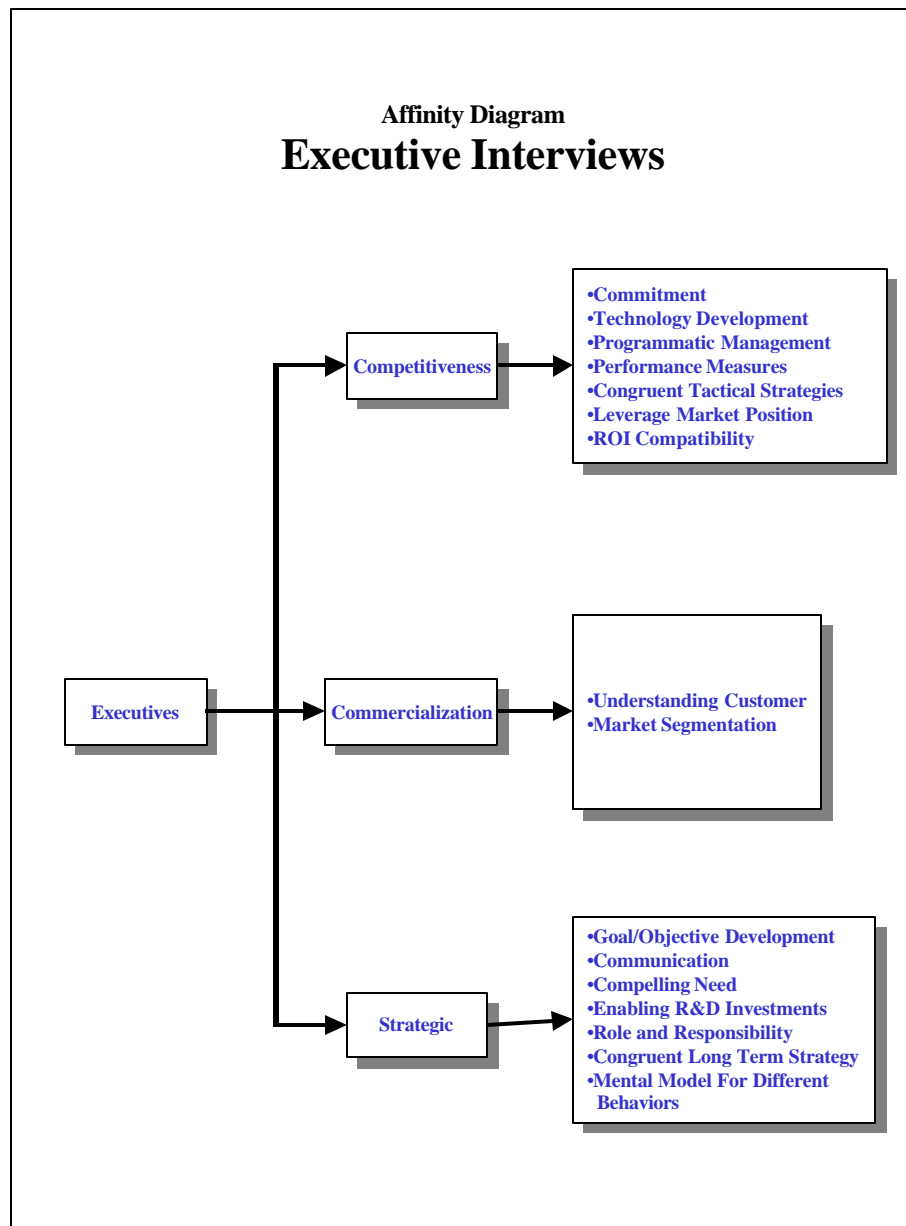 Affinity Diagram
Executive Interviews
Competitiveness
•Commitment
•Technology Development
•Programmatic Management
•Performance Measures
•Congruent Tactical Strategies
•Leverage Market Position
•ROI Compatibility
Executives
Commercialization
•Understanding Customer
•Market Segmentation
Strategic
•Goal/Objective Development
•Communication
•Compelling Need
•Enabling R&D Investments
•Role and Responsibility
•Congruent Long Term Strategy
•Mental Model For Different
Behaviors